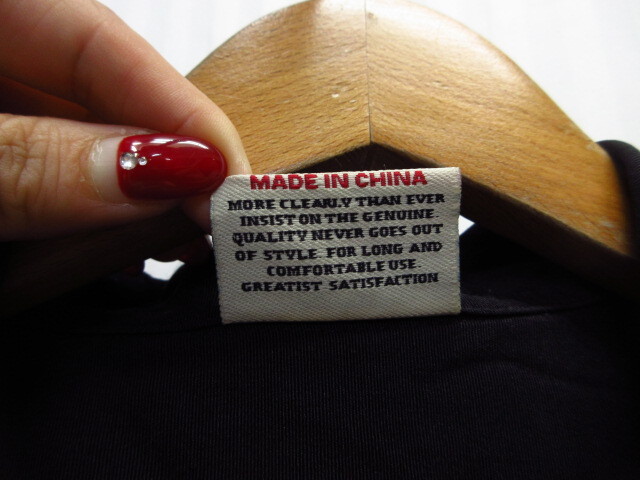 MADE IN CHINA
MORE CLEARLY THAN EVER
INSIST ON THE GENUINE.
QUALITY NEVER GOES OUT
OF STYLE. FOR LONG AND
COMFORTABLE USE.
GREATIST SATISFACTION